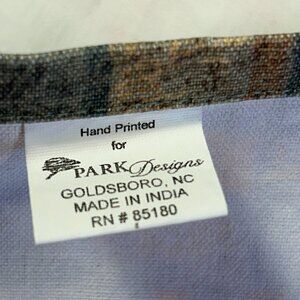 Hand Printed
for
PARK Designs
GOLDSBORO, NC
MADE IN INDIA
RN # 85180